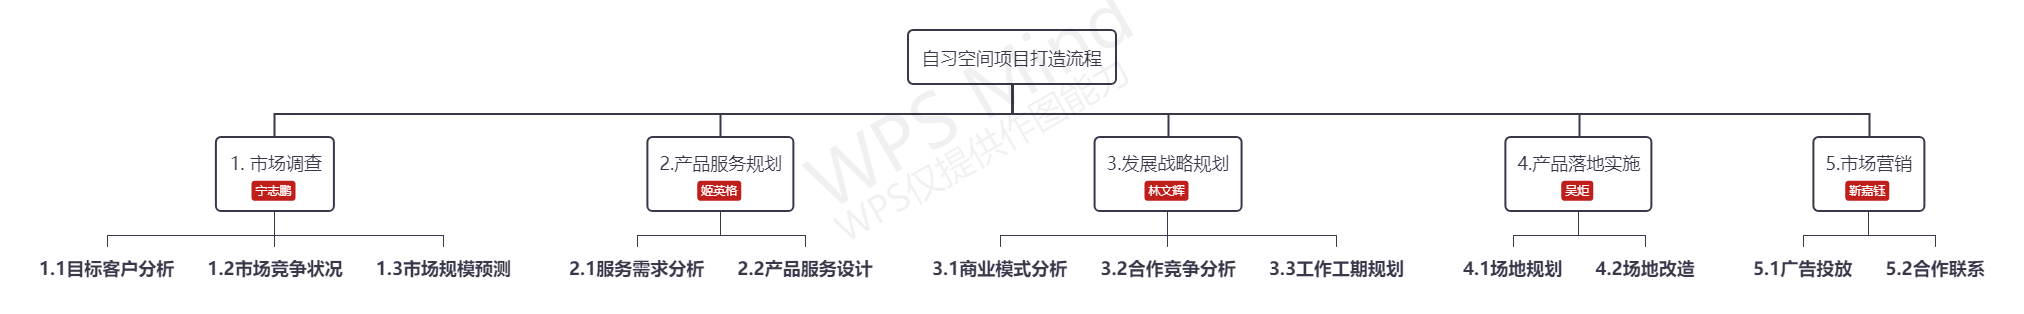 自习空间项目打造流程
1. 市场调查
宁志鹏
2.产品服务规划
姬英格
3.发展战略规划
林文辉
4.产品落地实施
吴炬
5.市场营销
靳嘉钰
1.1目标客户分析
1.2市场竞争状况
1.3市场规模预测
2.1服务需求分析
2.2产品服务设计
3.1商业模式分析
3.2合作竞争分析
3.3工作工期规划
4.1场地规划
4.2场地改造
5.1广告投放
5.2合作联系
WPS Mind
WPS仅提供作图能力